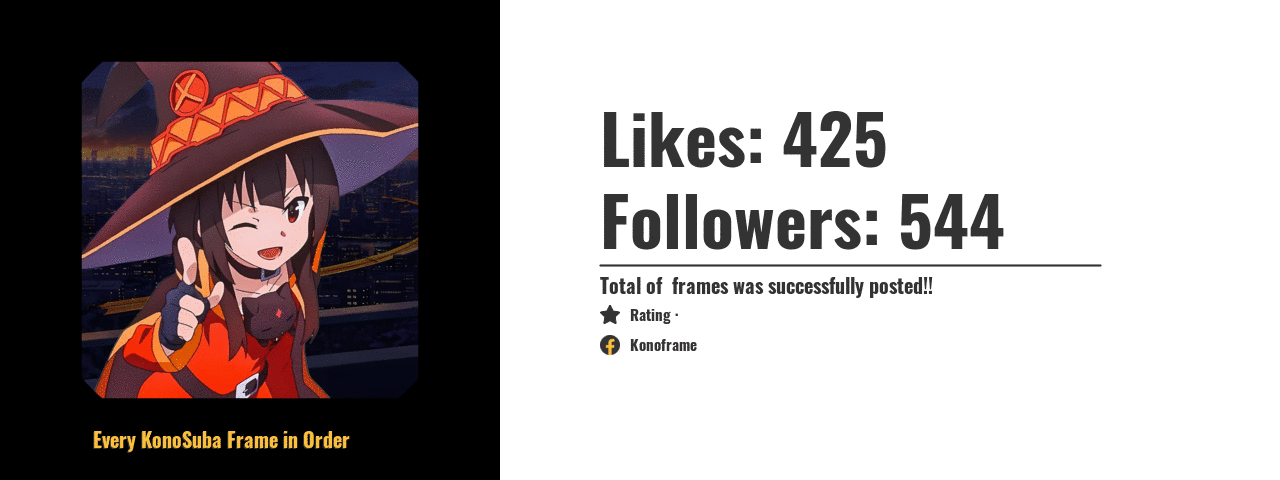 Likes: 425
Followers: 544
Total of  frames was successfully posted!!
Rating ·
Konoframe
Every KonoSuba Frame in Order